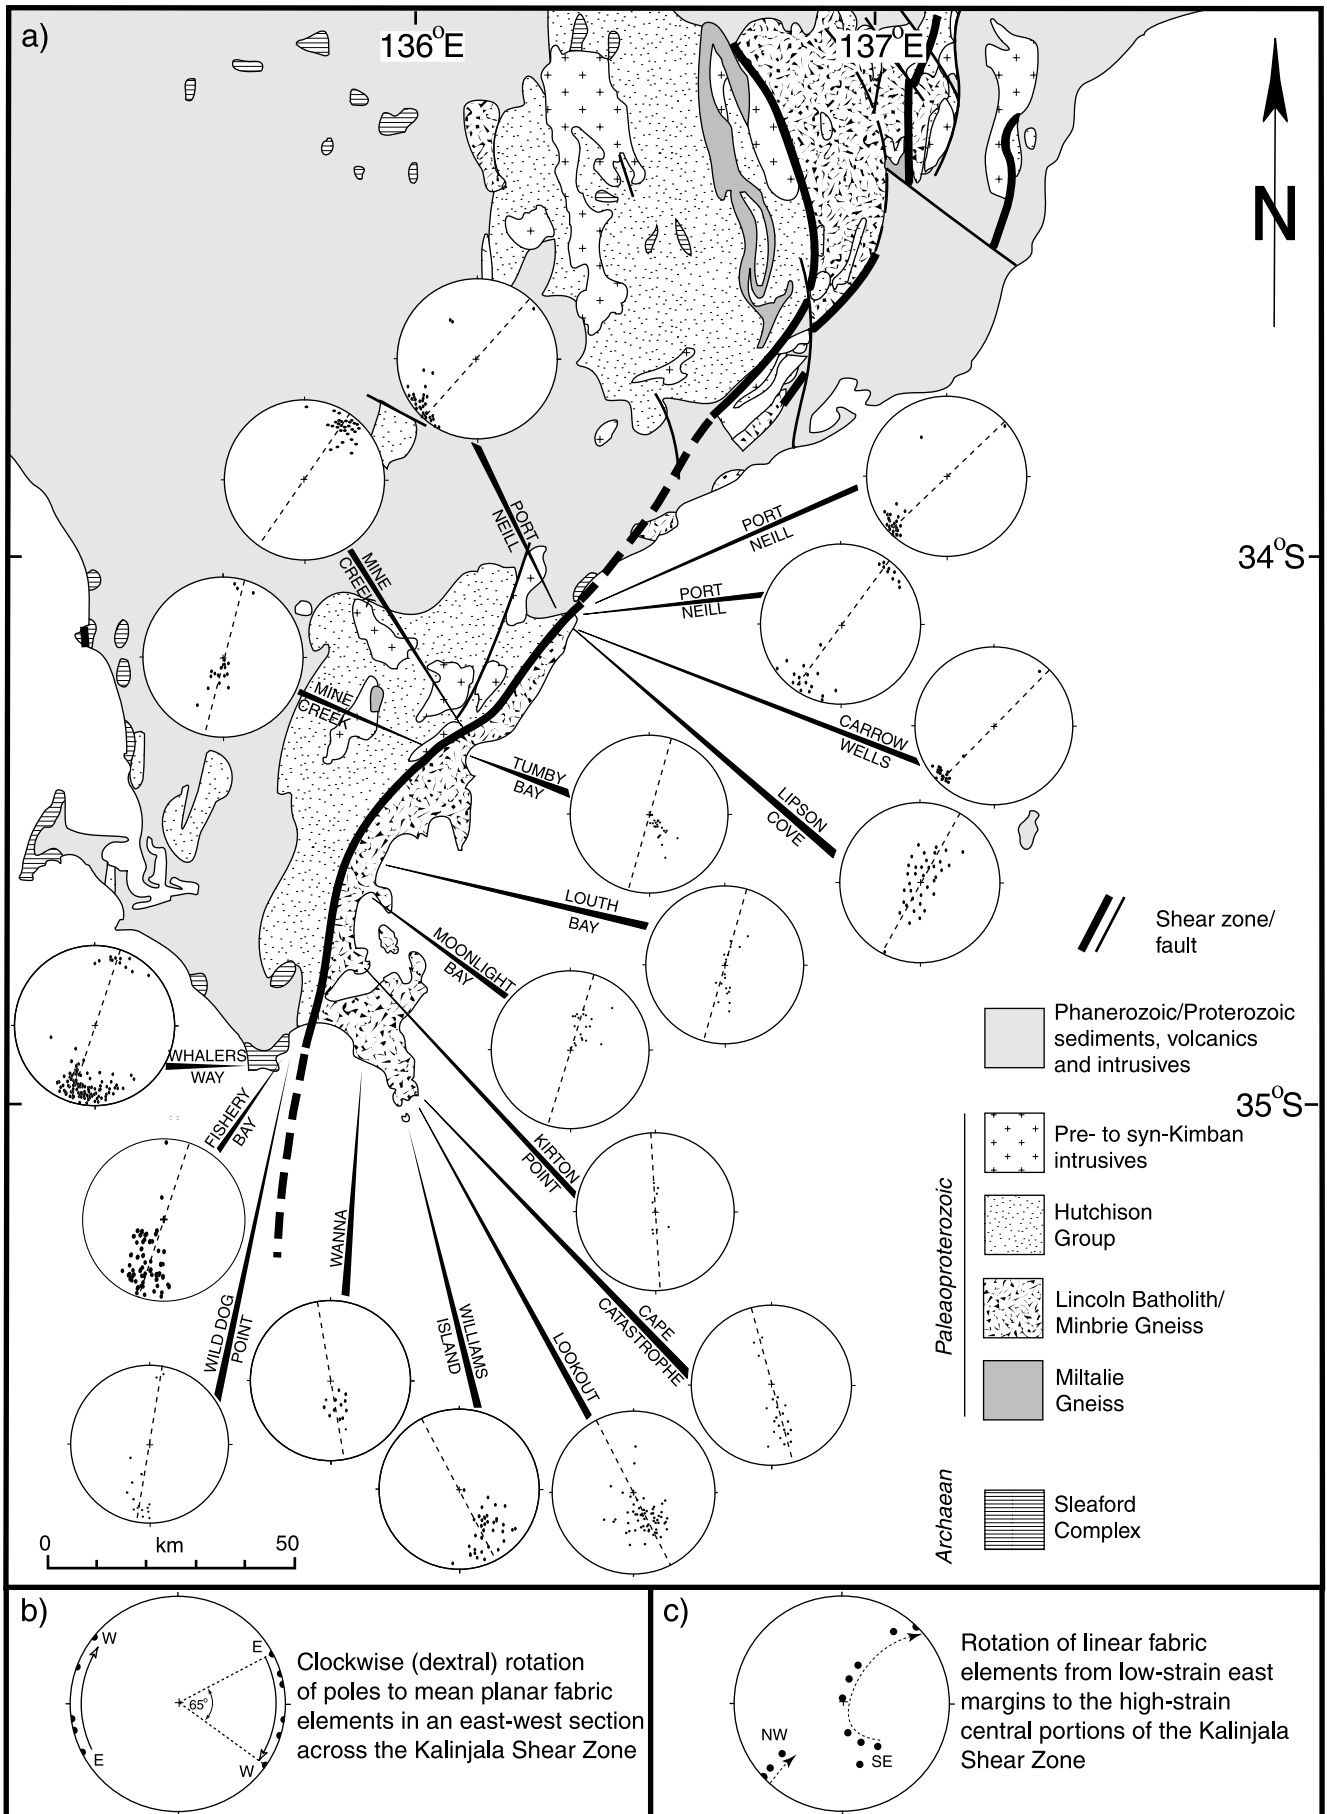 a)
136°E
137°E
N
34°S
35°S
PORT
NEILL
MINE
CREEK
MINE
CREEK
PORT
NEILL
PORT
NEILL
CARROW
WELLS
LIPSON
COVE
TUMBY
BAY
LOUTH
BAY
MOONLIGHT
BAY
KIRTON
POINT
CAPE
CATASTROPHE
LOOKOUT
WILLIAMS
ISLAND
WANNA
WILD DOG
POINT
FISHERY
BAY
WHALERS
WAY
0 km 50
Shear zone/
fault
Phanerozoic/Proterozoic
sediments, volcanics
and intrusives
Paleaoproterozoic
Pre- to syn-Kimban
intrusives
Hutchison
Group
Lincoln Batholith/
Minbrie Gneiss
Miltalie
Gneiss
Archaean
Sleaford
Complex
b)
W
E
65°
E
W
Clockwise (dextral) rotation
of poles to mean planar fabric
elements in an east-west section
across the Kalinjala Shear Zone
c)
NW
SE
Rotation of linear fabric
elements from low-strain east
margins to the high-strain
central portions of the Kalinjala
Shear Zone